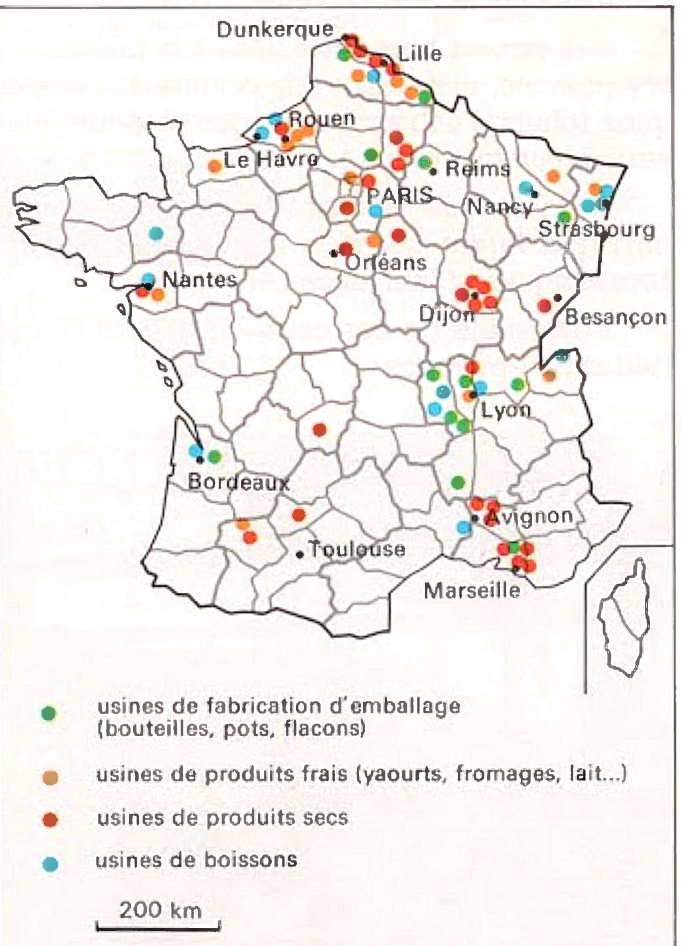 Dunkerque
Lille
Rouen
Le Havre
Reims
PARIS
Nancy
Strasbourg
Orléans
Nantes
Dijon
Besançon
Lyon
Bordeaux
Avignon
Toulouse
Marseille
usines de fabrication d'emballage
(bouteilles, pots, flacons)
usines de produits frais (yaourts, fromages, lait...)
usines de produits secs
usines de boissons
200 km